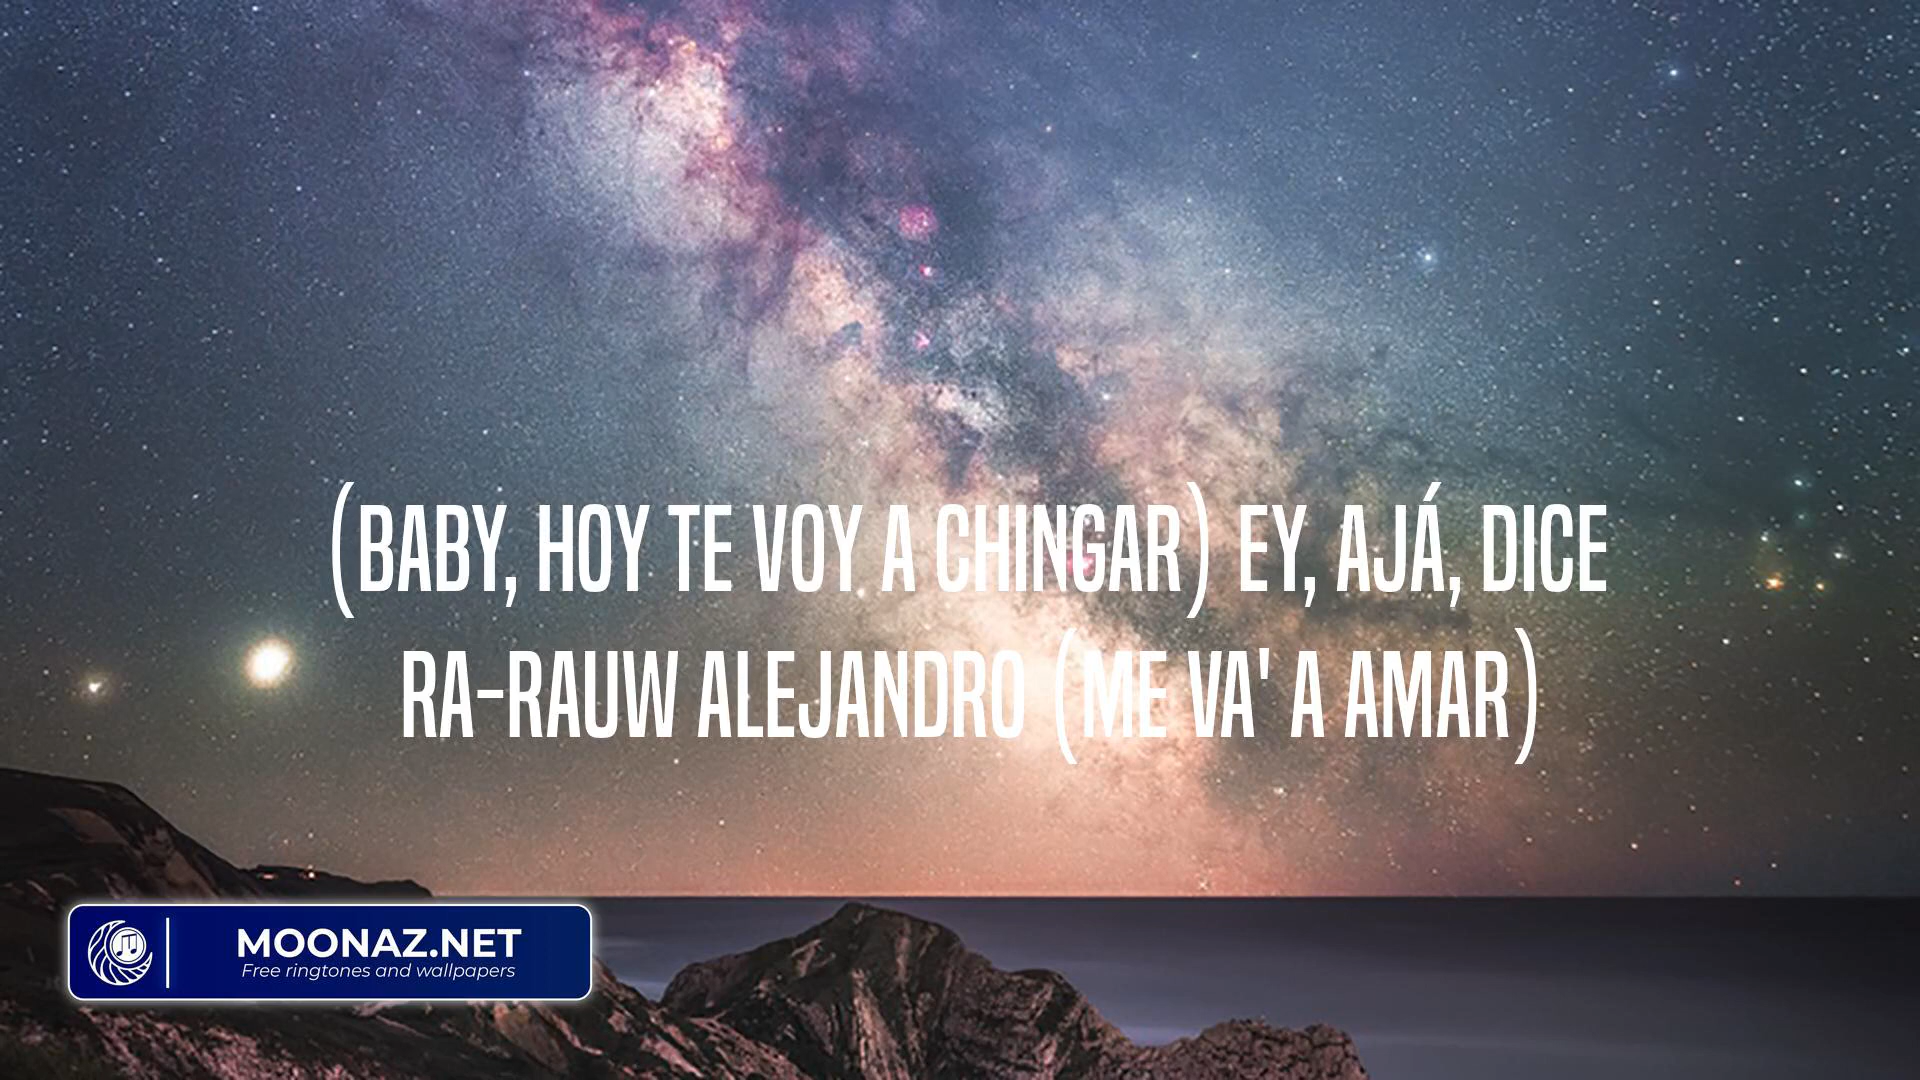 (BABY, HOY TE VOY A CHINGAR) EY, AJÁ, DICE
RA-RAUW ALEJANDRO (ME VA' A AMAR)
MOONAZ.NET
Free ringtones and wallpapers